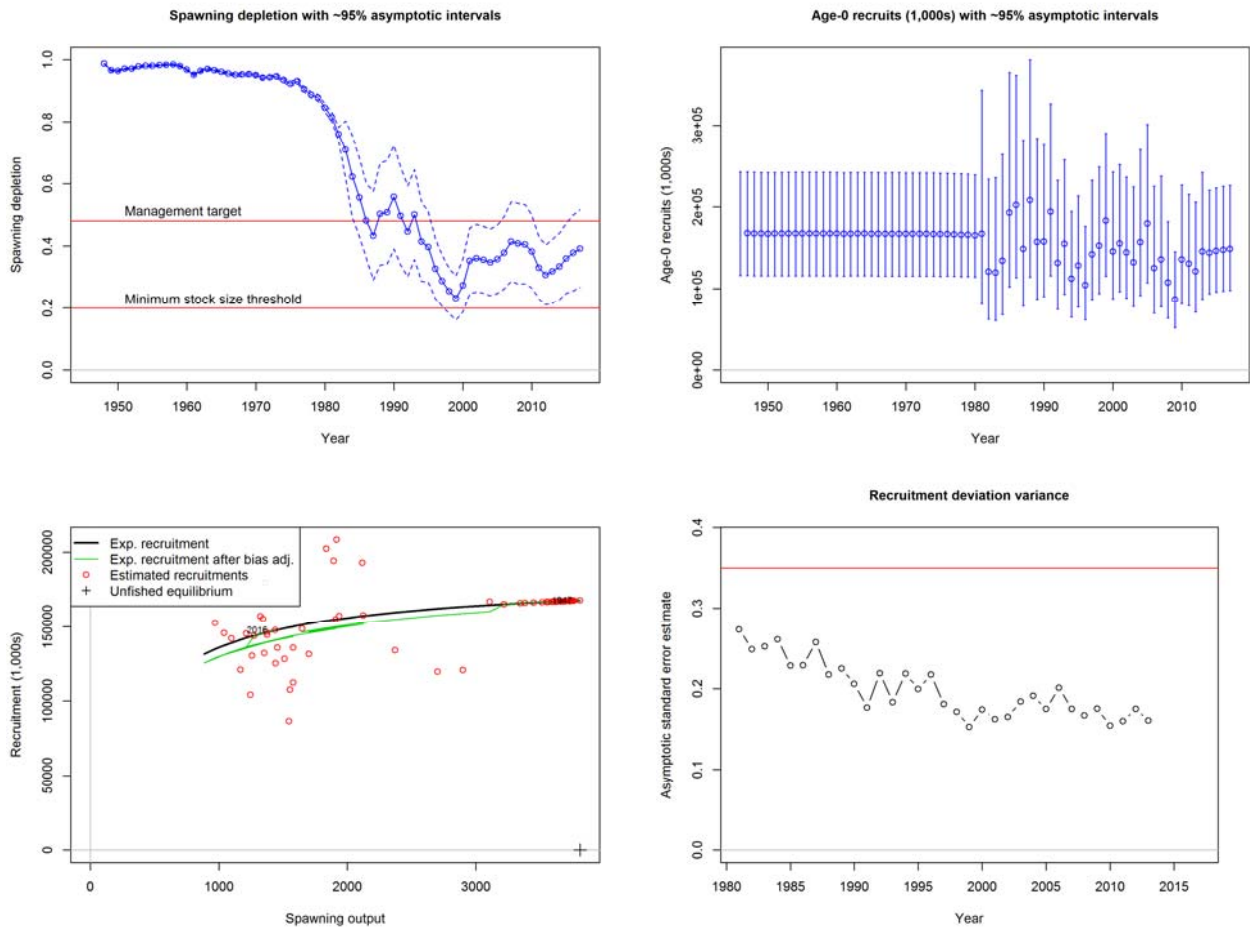 Spawning depletion with ~95% asymptotic intervals
Spawning depletion
1.0
0.8
0.6
0.4
0.2
0.0
Management target
Minimum stock size threshold
1950 1960 1970 1980 1990 2000 2010
Year
Age-0 recruits (1,000s) with ~95% asymptotic intervals
Age-0 recruits (1,000s)
3e+05
2e+05
1e+05
0e+00
1950 1960 1970 1980 1990 2000 2010
Year
Recruitment (1,000s)
200000
150000
100000
50000
0
Exp. recruitment
Exp. recruitment after bias adj.
Estimated recruitments
Unfished equilibrium
2016
0 1000 2000 3000
Spawning output
Recruitment deviation variance
Asymptotic standard error estimate
0.4
0.3
0.2
0.1
0.0
1980 1985 1990 1995 2000 2005 2010 2015
Year